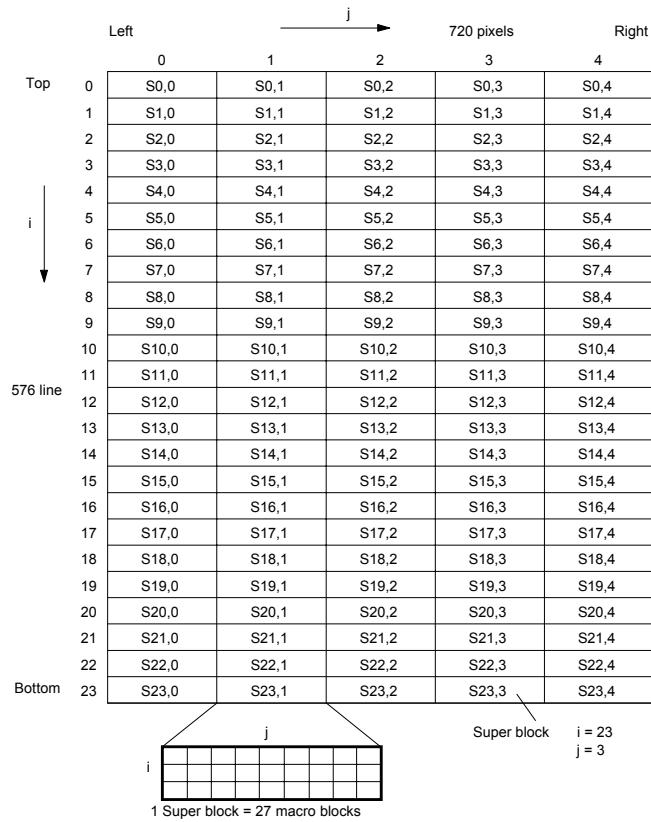 j
Left 720 pixels Right
0 1 2 3 4
Top 0 S0,0 S0,1 S0,2 S0,3 S0,4
1 S1,0 S1,1 S1,2 S1,3 S1,4
2 S2,0 S2,1 S2,2 S2,3 S2,4
3 S3,0 S3,1 S3,2 S3,3 S3,4
4 S4,0 S4,1 S4,2 S4,3 S4,4
i 5 S5,0 S5,1 S5,2 S5,3 S5,4
6 S6,0 S6,1 S6,2 S6,3 S6,4
7 S7,0 S7,1 S7,2 S7,3 S7,4
8 S8,0 S8,1 S8,2 S8,3 S8,4
9 S9,0 S9,1 S9,2 S9,3 S9,4
10 S10,0 S10,1 S10,2 S10,3 S10,4
11 S11,0 S11,1 S11,2 S11,3 S11,4
576 line 12 S12,0 S12,1 S12,2 S12,3 S12,4
13 S13,0 S13,1 S13,2 S13,3 S13,4
14 S14,0 S14,1 S14,2 S14,3 S14,4
15 S15,0 S15,1 S15,2 S15,3 S15,4
16 S16,0 S16,1 S16,2 S16,3 S16,4
17 S17,0 S17,1 S17,2 S17,3 S17,4
18 S18,0 S18,1 S18,2 S18,3 S18,4
19 S19,0 S19,1 S19,2 S19,3 S19,4
20 S20,0 S20,1 S20,2 S20,3 S20,4
21 S21,0 S21,1 S21,2 S21,3 S21,4
22 S22,0 S22,1 S22,2 S22,3 S22,4
Bottom 23 S23,0 S23,1 S23,2 S23,3 S23,4
Super block i = 23
j = 3
j
i
1 Super block = 27 macro blocks